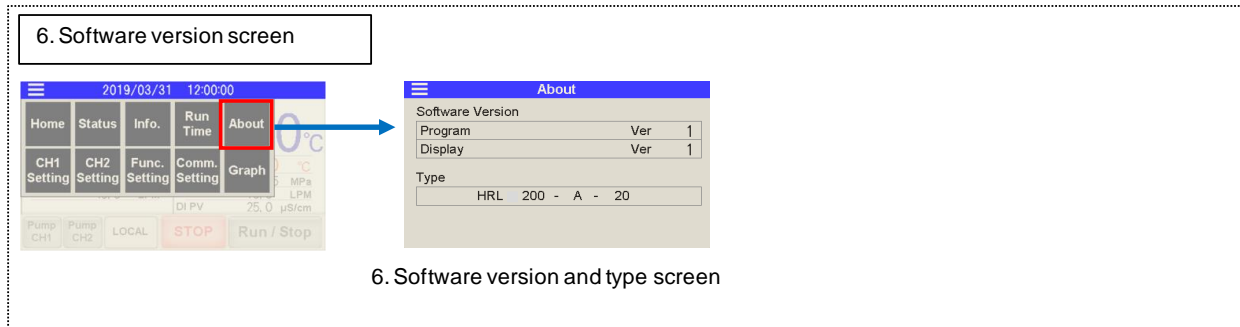 6. Software version screen
2019/03/31 12:00:00
Home Status Info. Run Time About
CH1 Setting CH2 Setting Func. Setting Comm. Setting Graph
0°C
°C
MPa
LPM
DI PV 25.0 µS/cm
Pump CH1 Pump CH2 LOCAL STOP Run / Stop
About
Software Version
Program Ver 1
Display Ver 1
Type
HRL 200 - A - 20
6. Software version and type screen